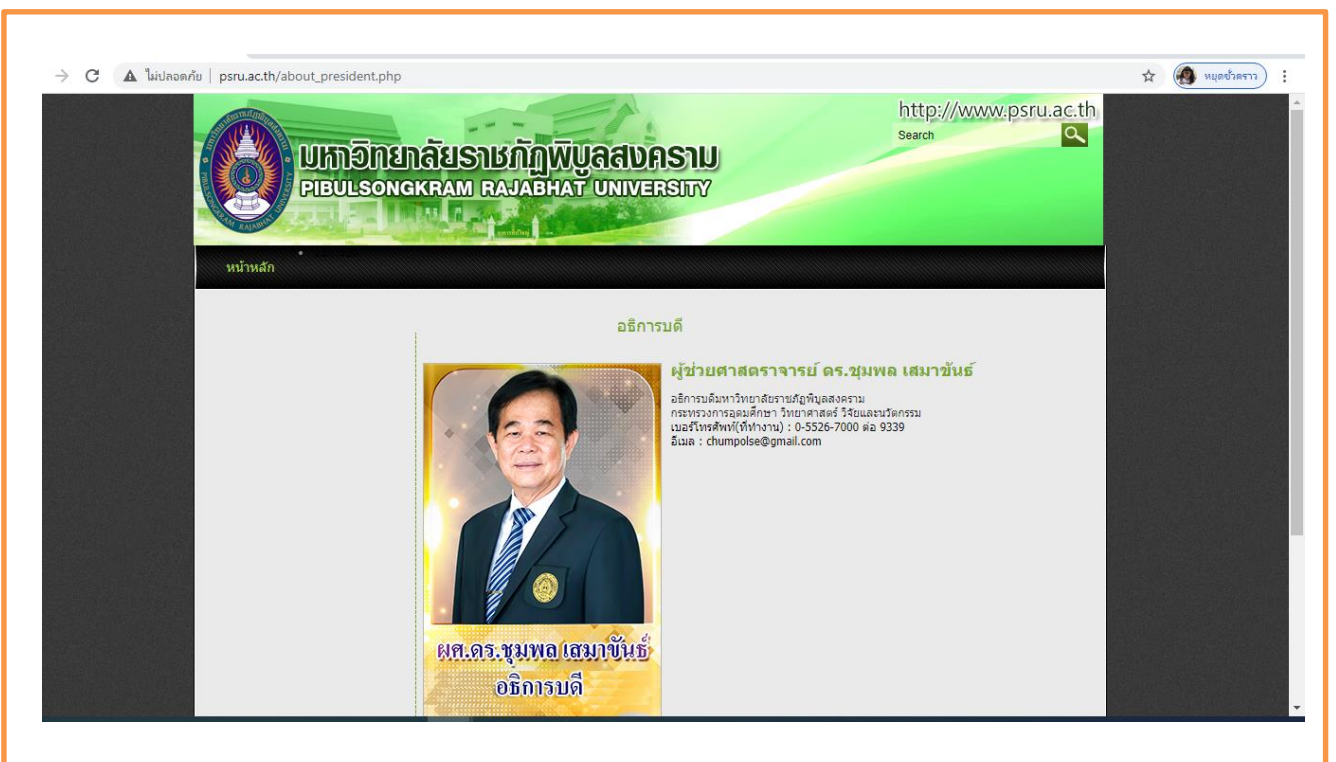 ไม่ปลอดภัย | psru.ac.th/about_president.php
หยุดชั่วคราว
http://www.psru.ac.th
Search
มหาวิทยาลัยราชภัฏพิบูลสงคราม
PIBULSONGKRAM RAJABHAT UNIVERSITY
หน้าหลัก
อธิการบดี
ผู้ช่วยศาสตราจารย์ ดร.ชุมพล เสมาขันธ์
อธิการบดีมหาวิทยาลัยราชภัฏพิบูลสงคราม
กระทรวงการอุดมศึกษา วิทยาศาสตร์ วิจัยและนวัตกรรม
เบอร์โทรศัพท์(ที่ทำงาน) : 0-5526-7000 ต่อ 9339
อีเมล : chumpolse@gmail.com
ผศ.ดร.ชุมพล เสมาขันธ์
อธิการบดี